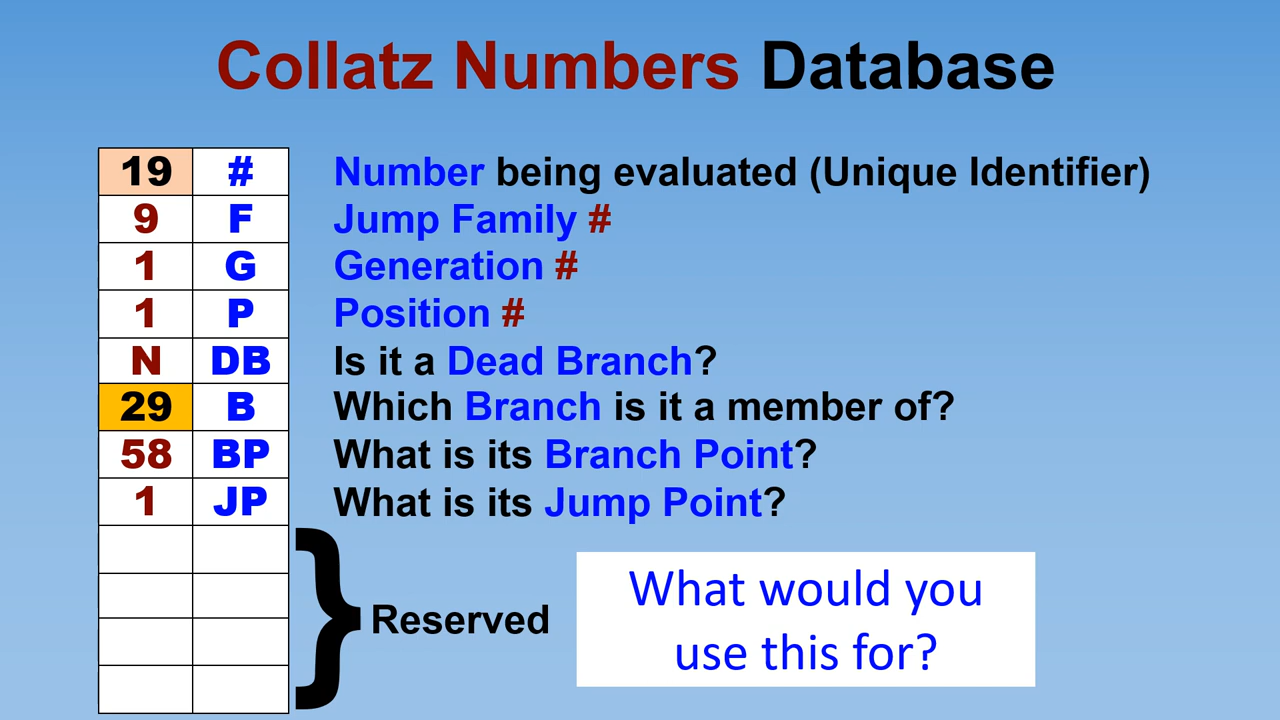 Collatz Numbers Database
19 # Number being evaluated (Unique Identifier)
9 F Jump Family #
1 G Generation #
1 P Position #
N DB Is it a Dead Branch?
29 B Which Branch is it a member of?
58 BP What is its Branch Point?
1 JP What is its Jump Point?
} Reserved
What would you
use this for?